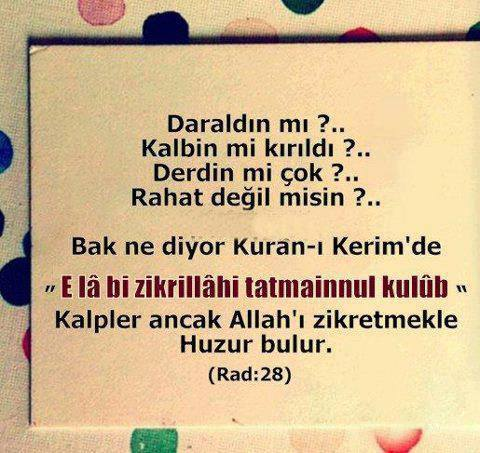 Daraldın mı ?..
Kalbin mi kırıldı ?..
Derdin mi çok ?..
Rahat değil misin ?..
Bak ne diyor Kuran-ı Kerim'de
„ E lâ bi zikrillâhi tatmainnul kulûb “
Kalpler ancak Allah'ı zikretmekle
Huzur bulur.
(Rad:28)